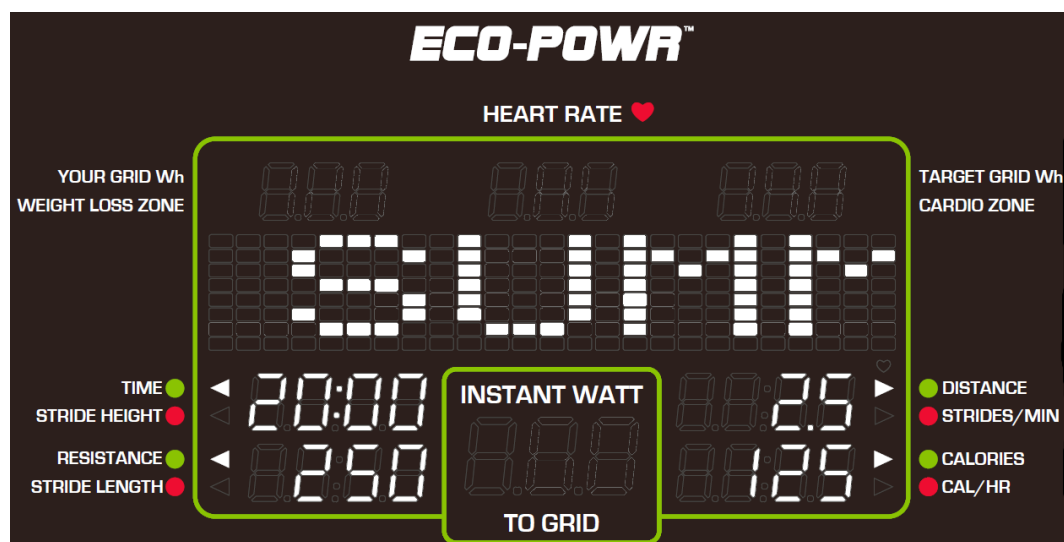 ECO-POWR™
HEART RATE
YOUR GRID Wh
WEIGHT LOSS ZONE
TARGET GRID Wh
CARDIO ZONE
SUMM
TIME 20:00
STRIDE HEIGHT
INSTANT WATT
2.5 DISTANCE
STRIDES/MIN
RESISTANCE 250
STRIDE LENGTH
125 CALORIES
CAL/HR
TO GRID